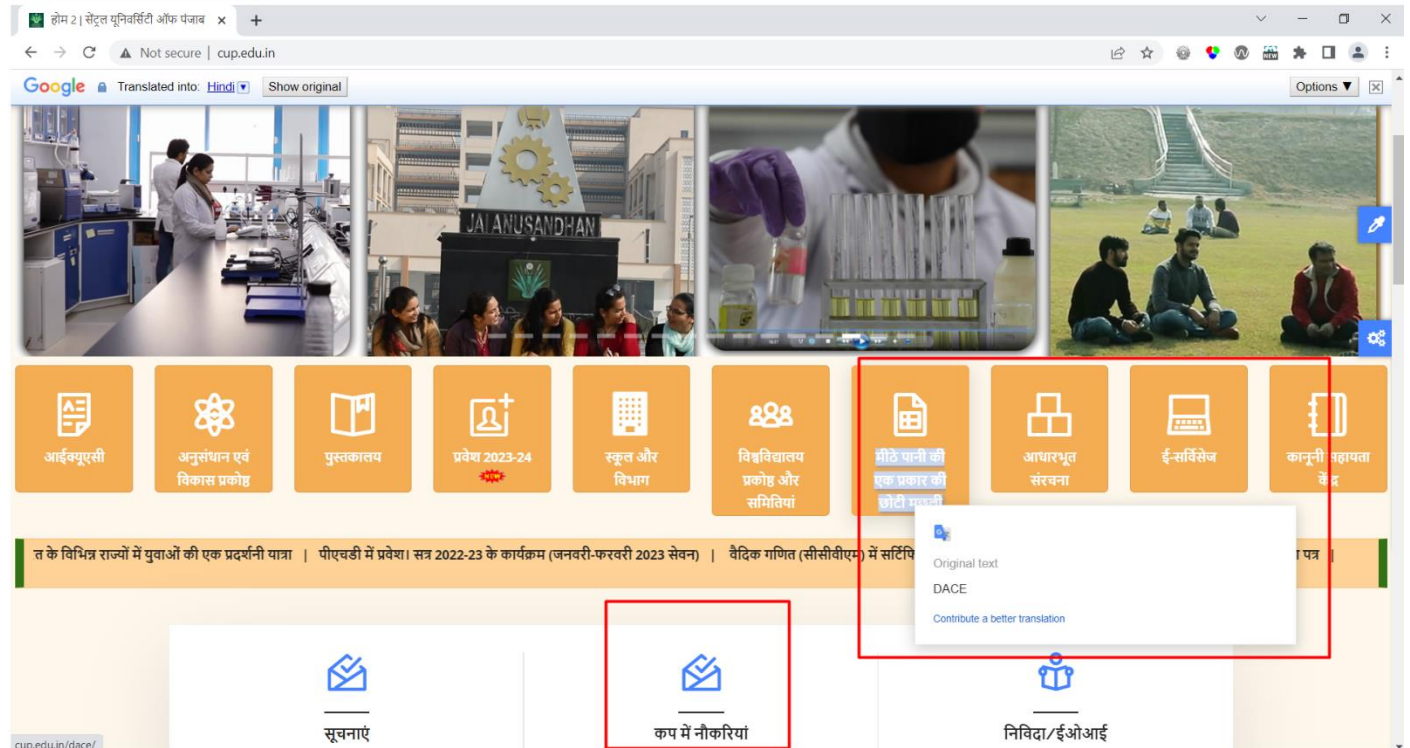 होम 2 | सेंट्रल यूनिवर्सिटी ऑफ पंजाब
Not secure | cup.edu.in
Google Translated into: Hindi Show original Options ▼
JAI ANUSANDHAN
आईक्यूएसी
अनुसंधान एवं
विकास प्रकोष्ठ
पुस्तकालय
प्रवेश 2023-24
NEW
स्कूल और
विभाग
विश्वविद्यालय
प्रकोष्ठ और
समितियां
मीठे पानी की
एक प्रकार की
छोटी मछली
आधारभूत
संरचना
ई-सर्विसेज
कानूनी सहायता
केंद्र
त के विभिन्न राज्यों में युवाओं की एक प्रदर्शनी यात्रा | पीएचडी में प्रवेश। सत्र 2022-23 के कार्यक्रम (जनवरी-फरवरी 2023 सेवन) | वैदिक गणित (सीसीवीएम) में सर्टिफि
पत्र |
Original text
DACE
Contribute a better translation
सूचनाएं
कप में नौकरियां
निविदा/ईओआई
cup.edu.in/dace/